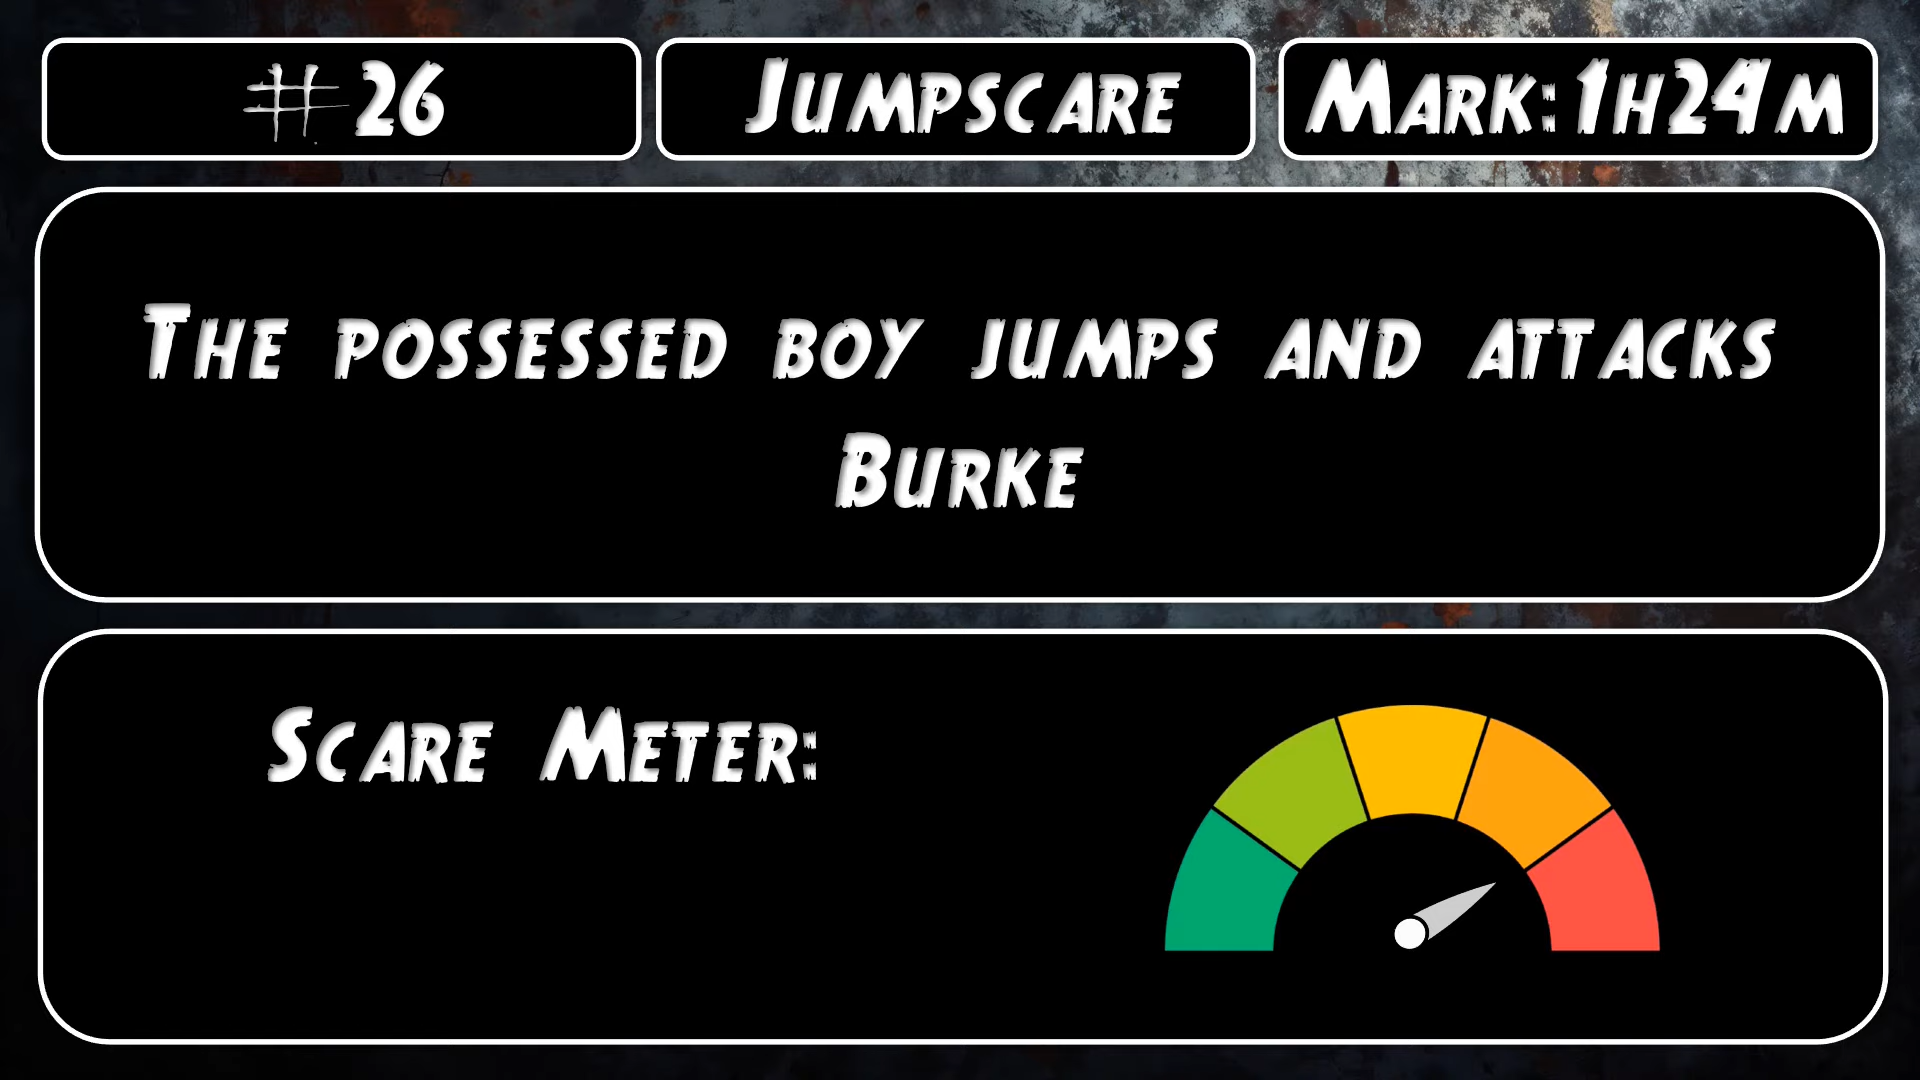 #26
Jumpscare
Mark:1h24m
The possessed boy jumps and attacks
Burke
Scare Meter: